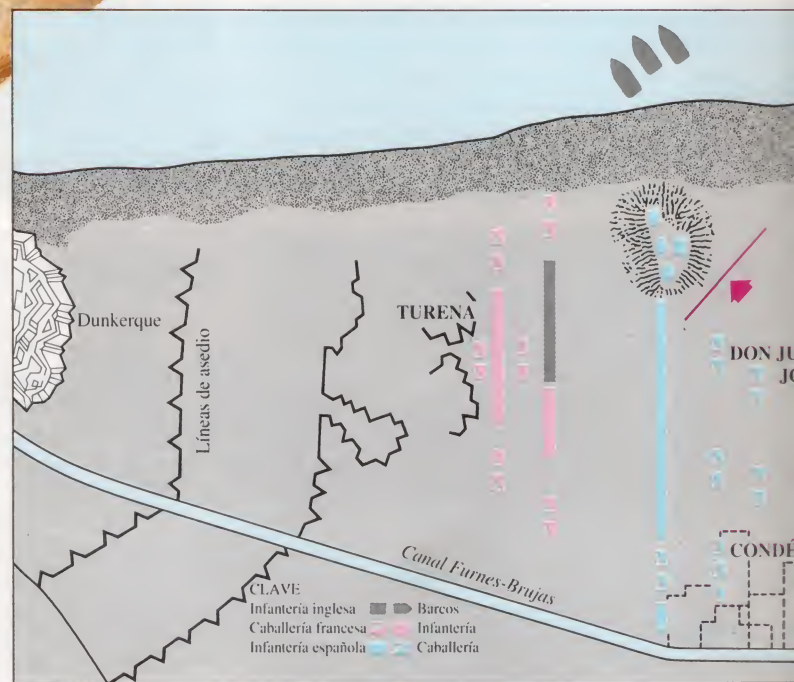 Dunkerque
Líneas de asedio
TURENA
DON JU
JO
CONDÉ
Canal Furnes-Brujas
CLAVE
Infantería inglesa Barcos
Caballería francesa Infantería
Infantería española Caballería